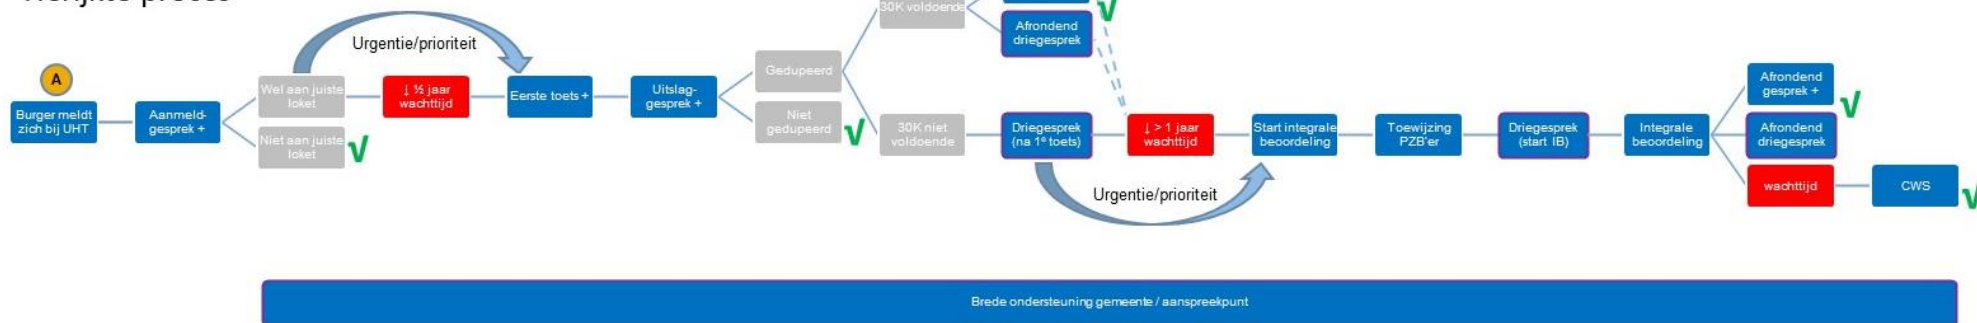 proces
30K voldoende
Afrondend
driegesprek
Urgentie/prioriteit
A
Burger meldt
zich bij UHT
Aanmeld-
gesprek +
Wel aan juiste
loket
Niet aan juiste
loket
√
↓ ½ jaar
wachttijd
Eerste toets +
Uitslag-
gesprek +
Gedupeerd
Niet
gedupeerd
√
30K niet
voldoende
√
Driegesprek
(na 1º toets)
↓ > 1 jaar
wachttijd
Urgentie/prioriteit
Start integrale
beoordeling
Toewijzing
PZB'er
Driegesprek
(start IB)
Integrale
beoordeling
Afrondend
gesprek +
√
Afrondend
driegesprek
wachttijd
CWS
√
Brede ondersteuning gemeente / aanspreekpunt